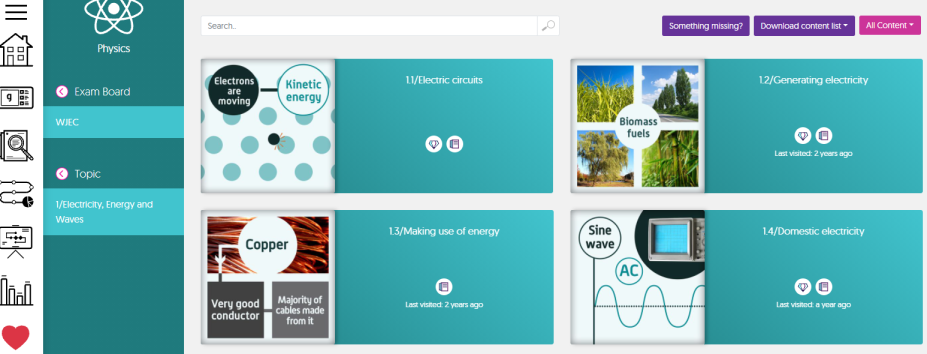 Physics
Exam Board
WJEC
Topic
1/Electricity, Energy and
Waves
Search..
Something missing?
Download content list
All Content
Electrons
are
moving
Kinetic
energy
1.1/Electric circuits
Biomass
fuels
1.2/Generating electricity
Last visited: 2 years ago
Copper
Very good
conductor
Majority of
cables made
from it
1.3/Making use of energy
Last visited: 2 years ago
Sine
wave
AC
1.4/Domestic electricity
Last visited: a year ago
9